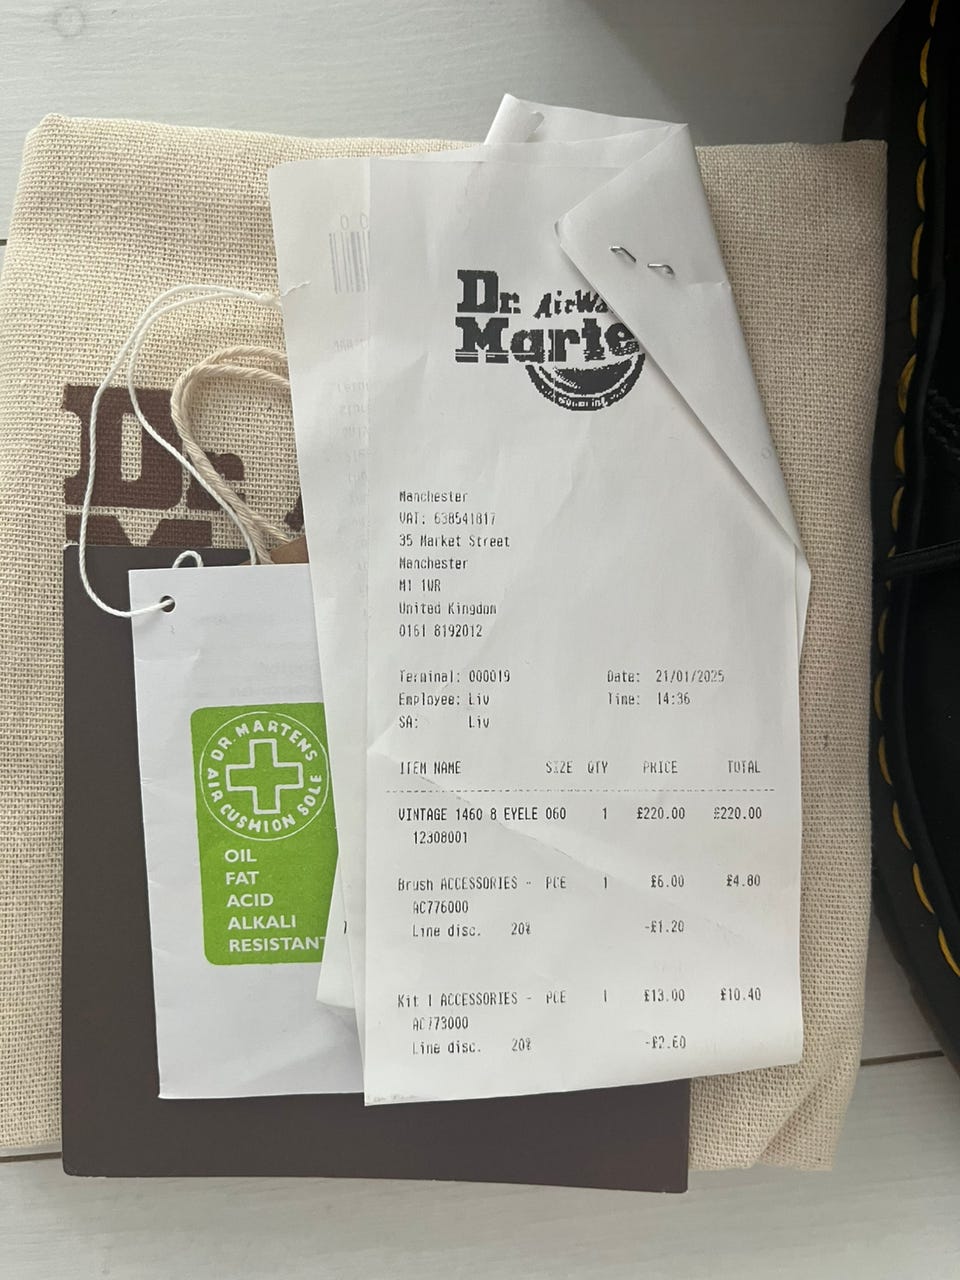 Dr. AirWa
Marte
Manchester
VAT: 638541817
35 Market Street
Manchester
M1 1WR
United Kingdom
0161 8192012
Terminal: 000019 Date: 21/01/2025
Employee: Liv Time: 14:36
SA: Liv
ITEM NAME SIZE QTY PRICE TOTAL
VINTAGE 1460 8 EYELE 060 1 £220.00 £220.00
12308001
Brush ACCESSORIES - PCE 1 £6.00 £4.80
AC776000
Line disc. 20% -£1.20
Kit 1 ACCESSORIES - PCE 1 £13.00 £10.40
AC773000
Line disc. 20% -£2.60
Dr.
DR. MARTENS
AIR CUSHION SOLE
OIL
FAT
ACID
ALKALI
RESISTANT